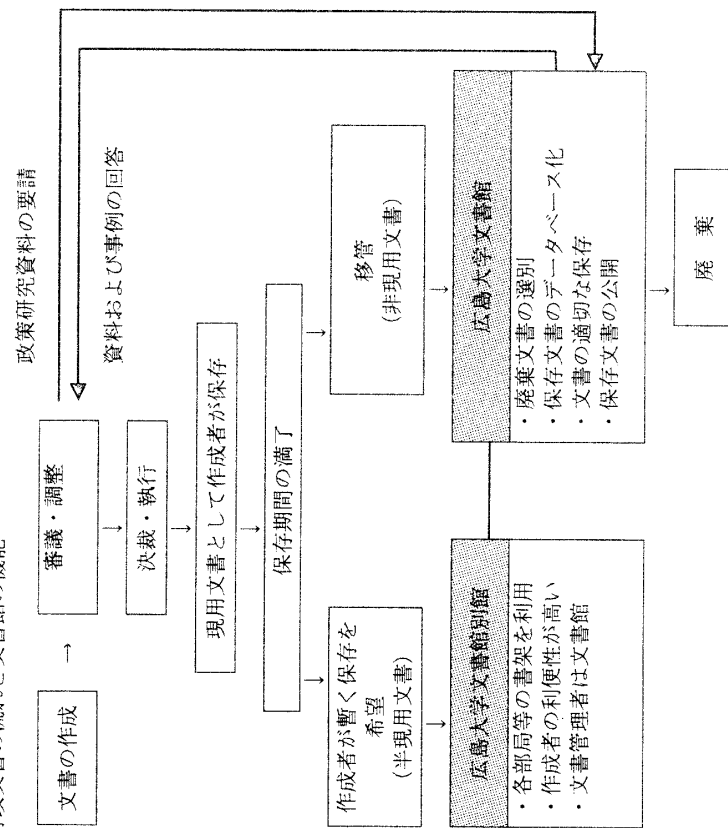 政策研究資料の要請
資料および事例の回答
文書の作成
→
審議・調整
↓
決裁・執行
↓
現用文書として作成者が保存
↓
保存期間の満了
↓
↓
作成者が暫く保存を
希望
(半現用文書)
移管
(非現用文書)
↓
↓
広島大学文書館別館
・各部局等の書架を利用
・作成者の利便性が高い
・文書管理者は文書館
広島大学文書館
・廃棄文書の選別
・保存文書のデータベース化
・文書の適切な保存
・保存文書の公開
↓
廃 棄